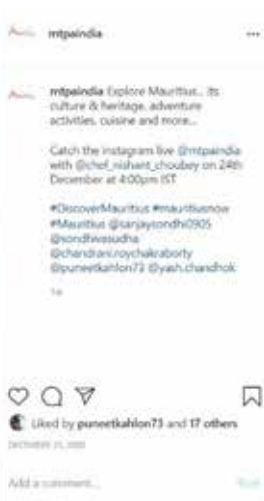 mtpaindia
mtpaindia Explore Mauritius... its
culture & heritage, adventure
activities, cuisine and more...
Catch the instagram live @mtpaindia
with @chef_nishant_choubey on 24th
December at 4:00pm IST
#DiscoverMauritius #mauritiusnow
#Mauritius @sanjaysondhi0905
@sondhwasudha
@chandrani.roychakraborty
@puneetkahlon73 @yash.chandhok
Liked by puneetkahlon73 and 17 others
Add a comment...
Post